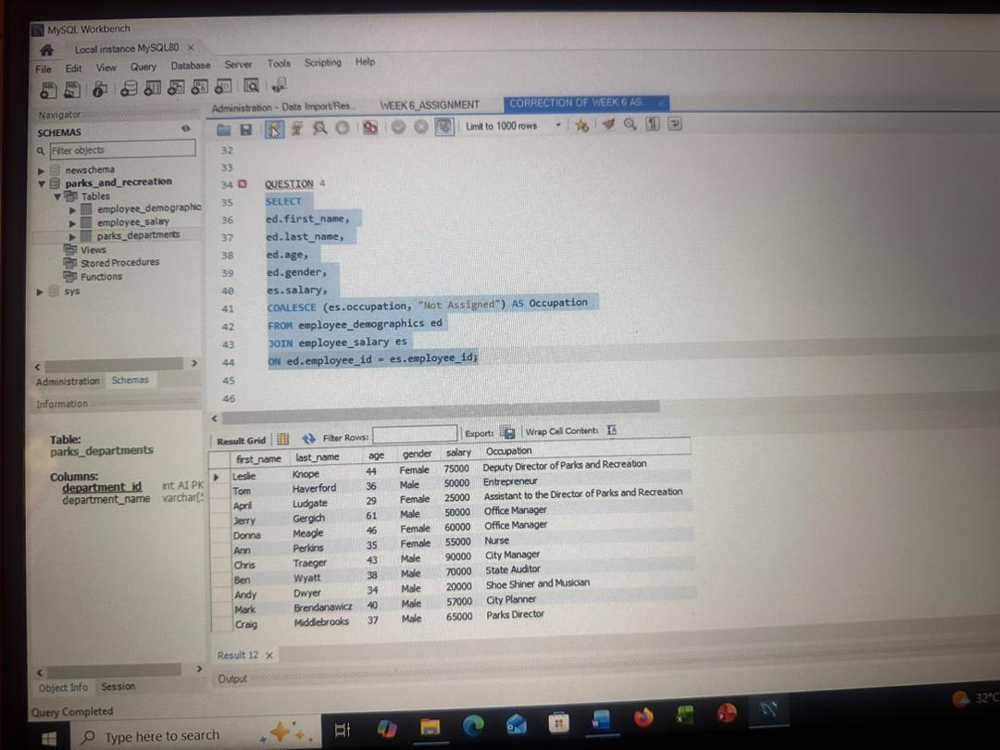 MySQL Workbench
Local instance MySQL80
File Edit View Query Database Server Tools Scripting Help
Navigator
SCHEMAS
Filter objects
newschema
parks_and_recreation
Tables
employee_demographic
employee_salary
parks_departments
Views
Stored Procedures
Functions
sys
Administration Schemas
Information
Table:
parks_departments
Columns:
department_id int AI PK
department_name varchar(
Object Info Session
Query Completed
Administration - Data Import/Res... WEEK 6_ASSIGNMENT CORRECTION OF WEEK 6 AS...
Limit to 1000 rows
32
33
34 QUESTION 4
35 SELECT
36 ed.first_name,
37 ed.last_name,
38 ed.age,
39 ed.gender,
40 es.salary,
41 COALESCE (es.occupation, "Not Assigned") AS Occupation
42 FROM employee_demographics ed
43 JOIN employee_salary es
44 ON ed.employee_id = es.employee_id;
45
46
Result Grid Filter Rows: Export: Wrap Cell Content:
first_name last_name age gender salary Occupation
Leslie Knope 44 Female 75000 Deputy Director of Parks and Recreation
Tom Haverford 36 Male 50000 Entrepreneur
April Ludgate 29 Female 25000 Assistant to the Director of Parks and Recreation
Jerry Gergich 61 Male 50000 Office Manager
Donna Meagle 46 Female 60000 Office Manager
Ann Perkins 35 Female 55000 Nurse
Chris Traeger 43 Male 90000 City Manager
Ben Wyatt 38 Male 70000 State Auditor
Andy Dwyer 34 Male 20000 Shoe Shiner and Musician
Mark Brendanawicz 40 Male 57000 City Planner
Craig Middlebrooks 37 Male 65000 Parks Director
Result 12
Output
Type here to search
32°C